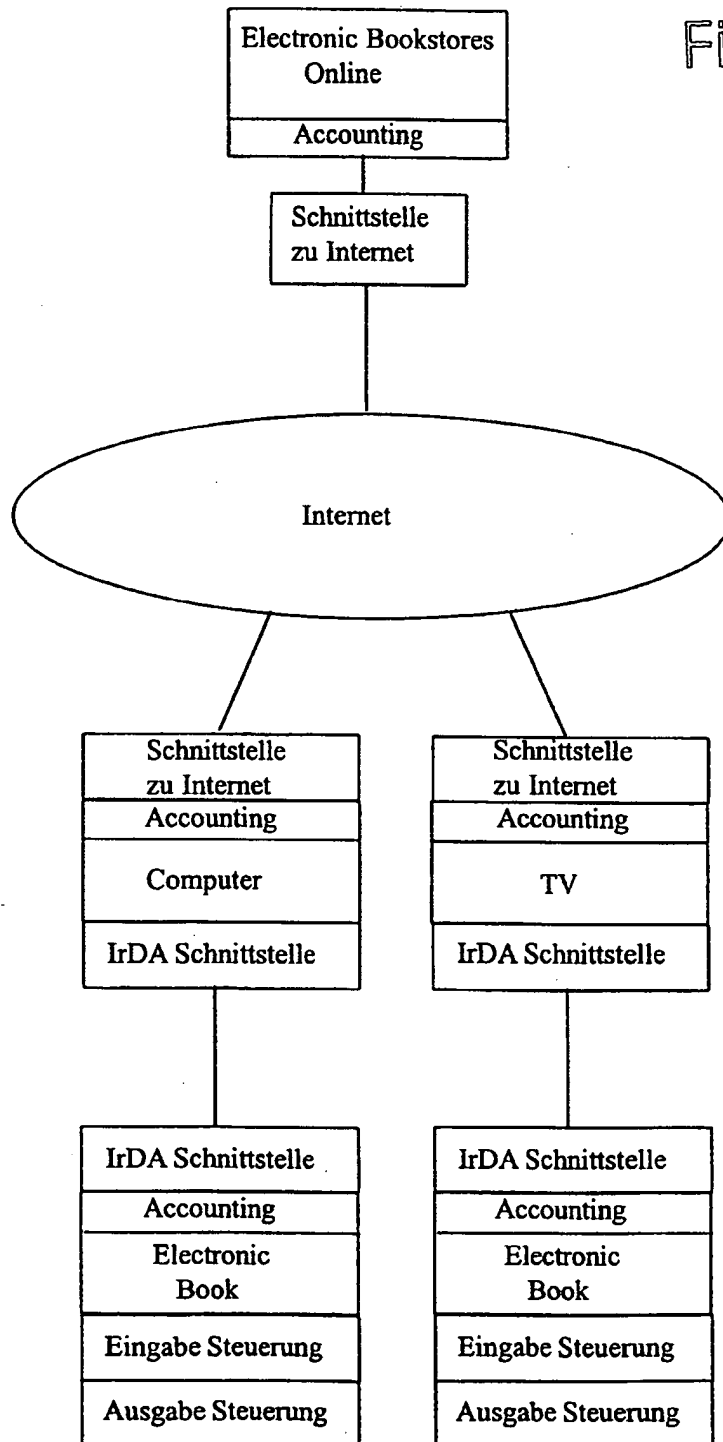 Electronic Bookstores
Online
Accounting
Schnittstelle
zu Internet
Internet
Schnittstelle
zu Internet
Accounting
Computer
IrDA Schnittstelle
Schnittstelle
zu Internet
Accounting
TV
IrDA Schnittstelle
IrDA Schnittstelle
Accounting
Electronic
Book
Eingabe Steuerung
Ausgabe Steuerung
IrDA Schnittstelle
Accounting
Electronic
Book
Eingabe Steuerung
Ausgabe Steuerung